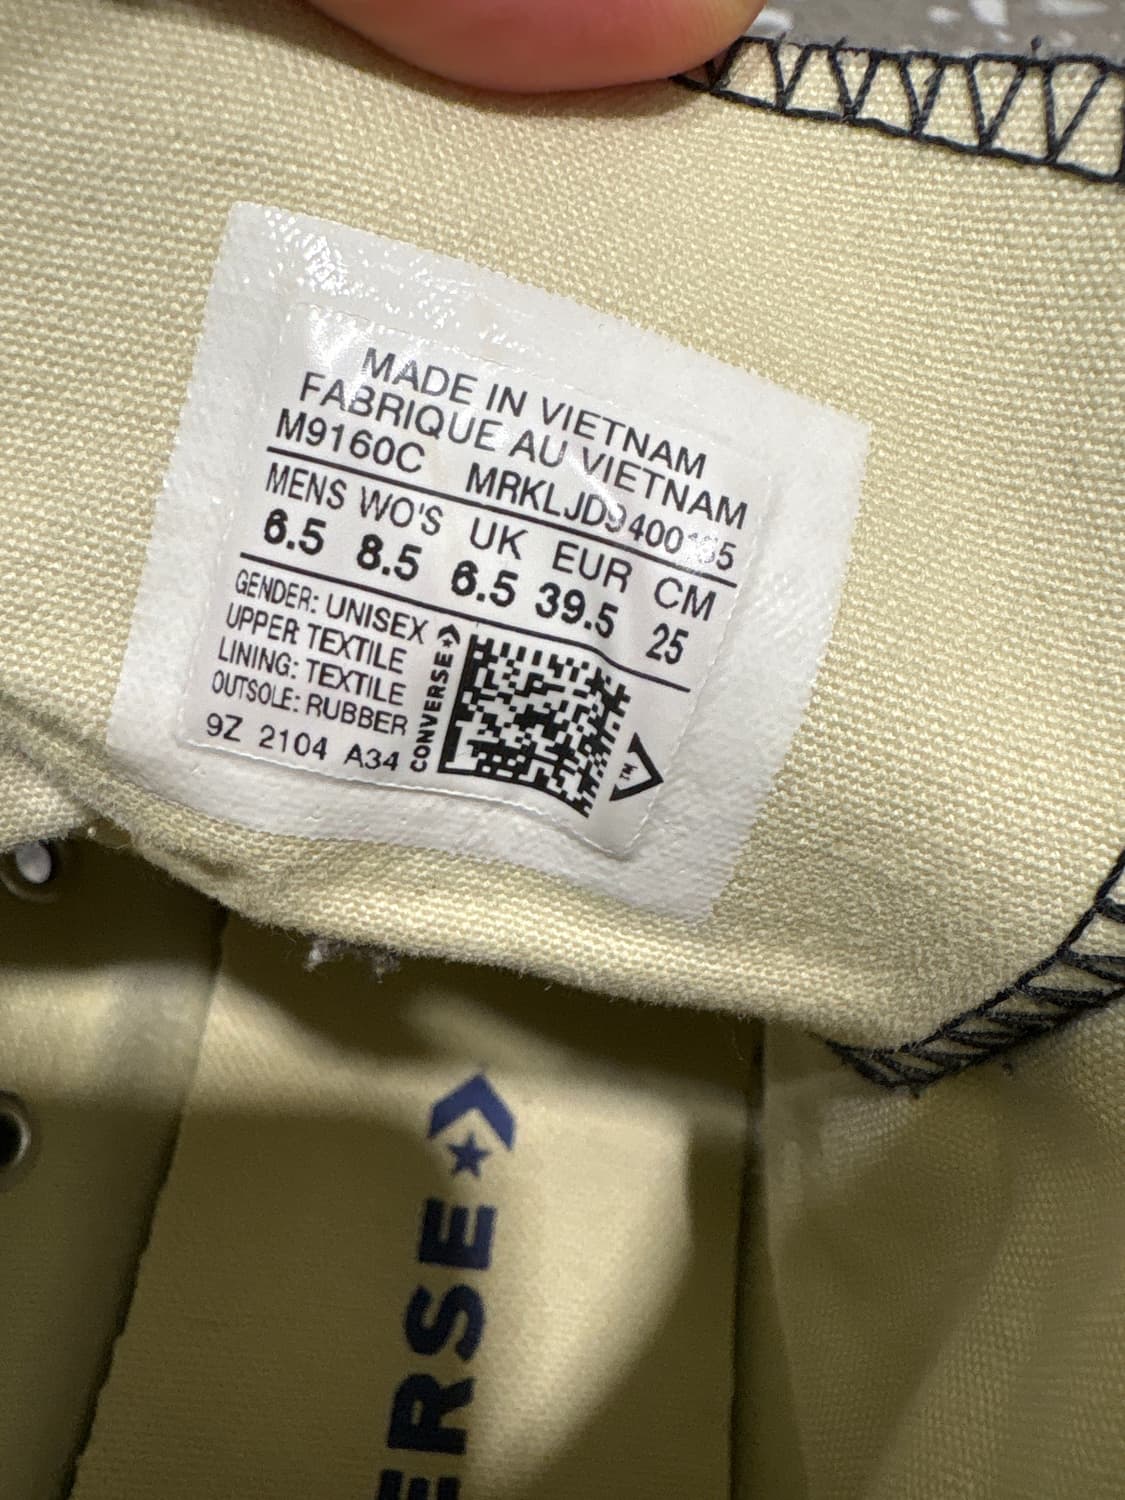 MADE IN VIETNAM
FABRIQUE AU VIETNAM
M9160C
MENS WO'S UK EUR CM
6.5 8.5 6.5 39.5 25
GENDER: UNISEX
UPPER TEXTILE
LINING: TEXTILE
OUTSOLE: RUBBER
9Z 2104 A34
CONVERSE
TM
ERSE